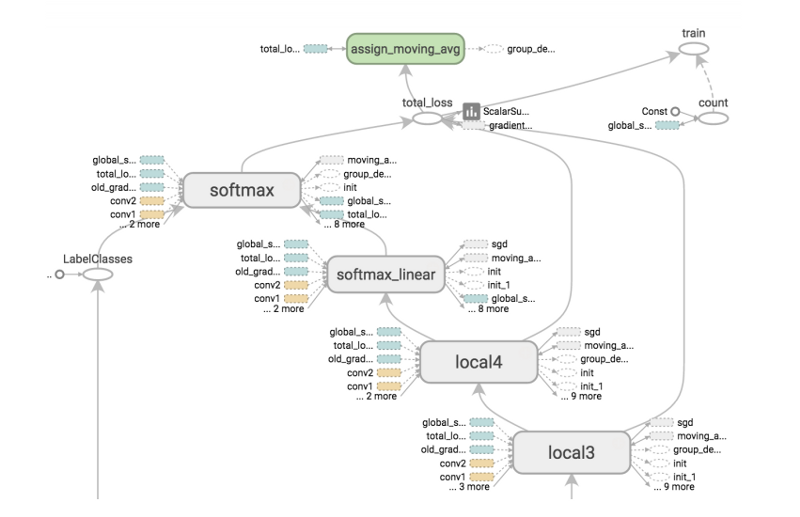 train
total_lo...
assign_moving_avg
group_de...
total_loss
ScalarSu...
gradient...
Const
count
global_s...
global_s...
total_lo...
old_grad...
conv2
conv1
... 2 more
softmax
moving_a...
group_de...
init
global_s...
total_lo...
... 8 more
LabelClasses
..
global_s...
total_lo...
old_grad...
conv2
conv1
... 2 more
softmax_linear
sgd
moving_a...
init
init_1
global_s...
... 8 more
global_s...
total_lo...
old_grad...
conv2
conv1
... 2 more
local4
sgd
moving_a...
group_de...
init
init_1
... 9 more
global_s...
total_lo...
old_grad...
conv2
conv1
... 3 more
local3
sgd
moving_a...
group_de...
init
init_1
... 9 more